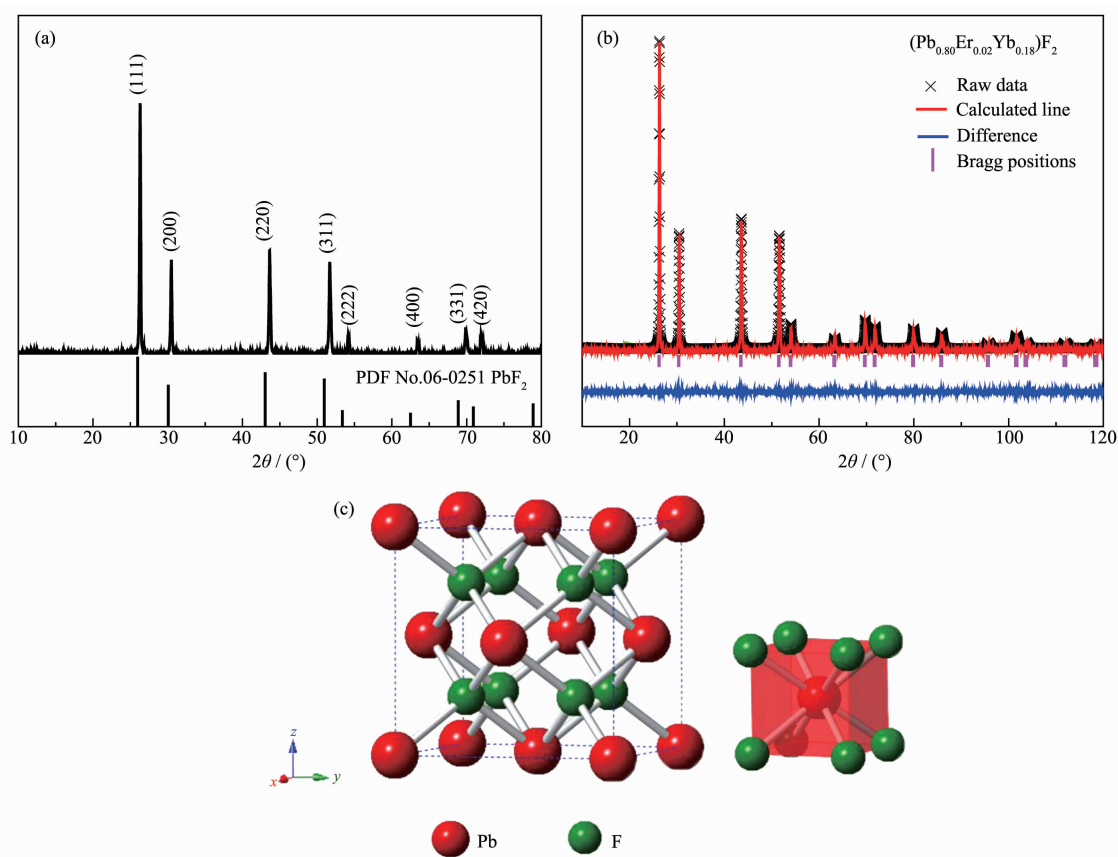 (a)
(111)
(200)
(220)
(311)
(222)
(400)
(331)
(420)
PDF No.06-0251 PbF₂
10 20 30 40 50 60 70 80
2θ / (°)
(b)
(Pb₀.₈₀Er₀.₀₂Yb₀.₁₈)F₂
Raw data
Calculated line
Difference
Bragg positions
20 40 60 80 100 120
2θ / (°)
(c)
z
x
y
Pb
F